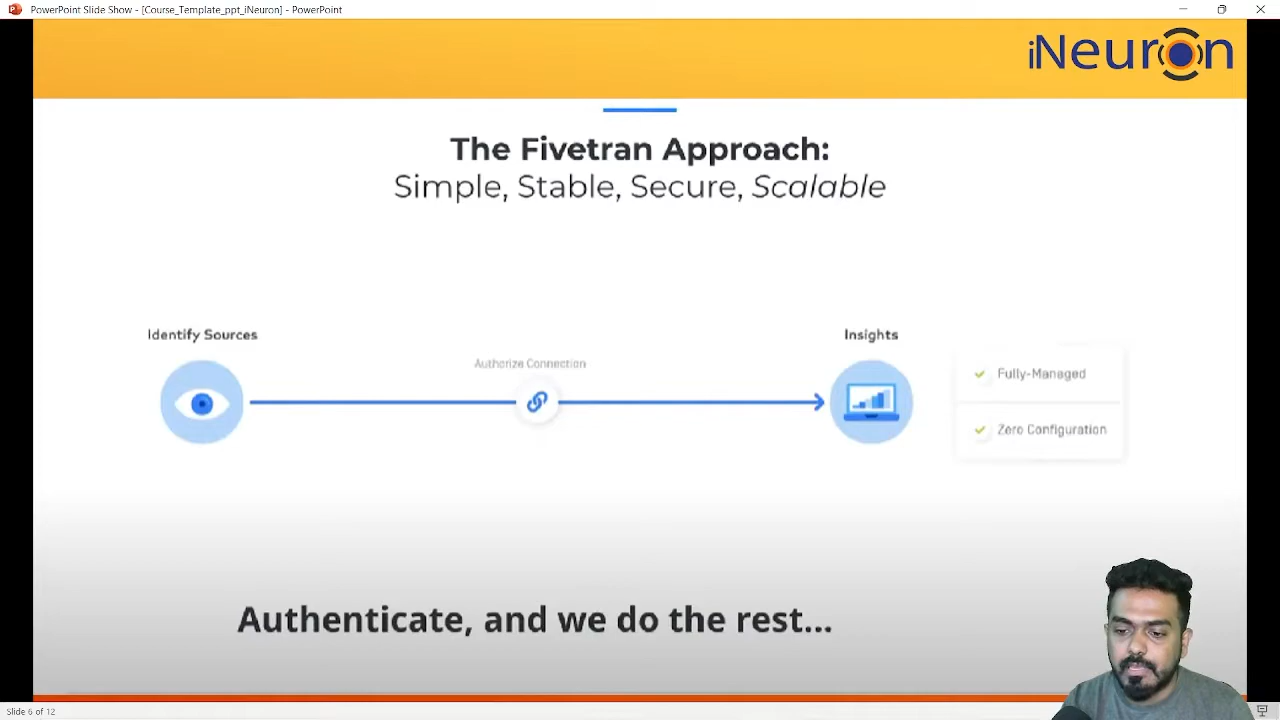 PowerPoint Slide Show - [Course_Template_ppt_iNeuron] - PowerPoint
iNeuron
The Fivetran Approach:
Simple, Stable, Secure, Scalable
Identify Sources
Authorize Connection
Insights
Fully-Managed
Zero Configuration
Authenticate, and we do the rest...
Slide 6 of 12